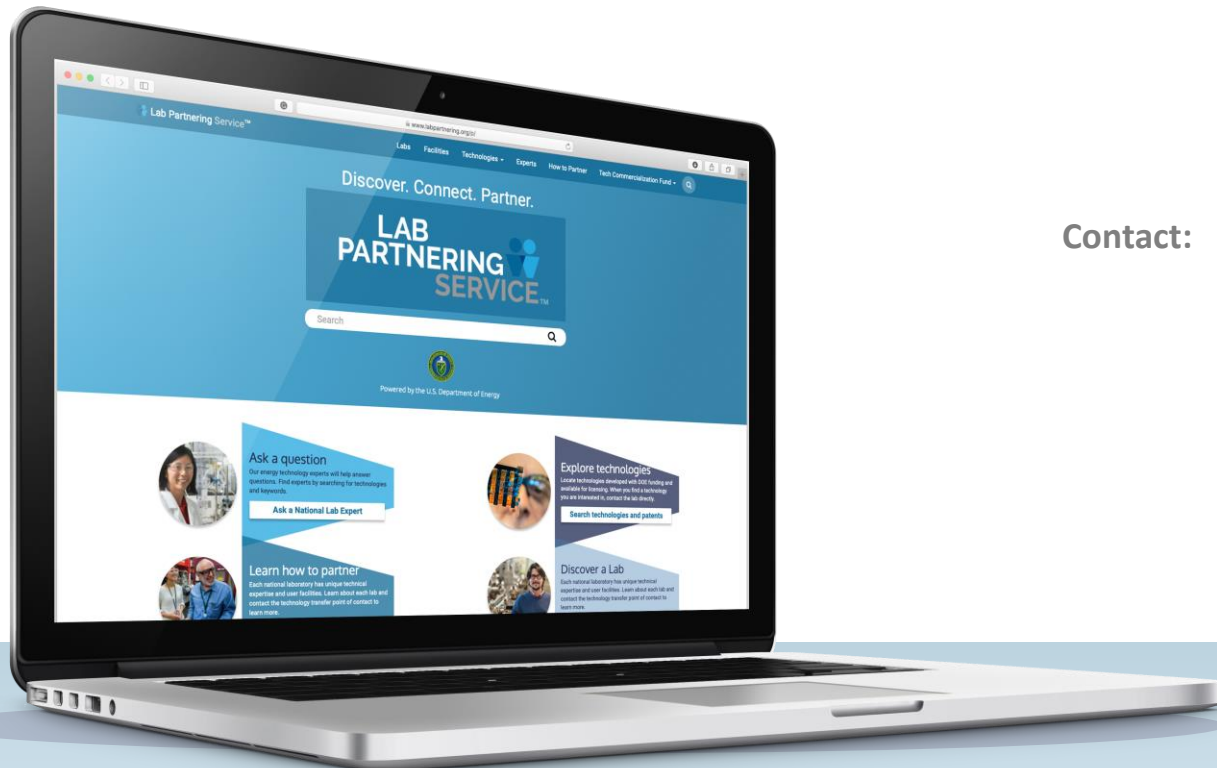 www.labpartnering.org/s/
Lab Partnering Service™
Labs Facilities Technologies Experts How to Partner Tech Commercialization Fund
Discover. Connect. Partner.
LAB
PARTNERING
SERVICE™
Search
Powered by the U.S. Department of Energy
Ask a question
Our energy technology experts will help answer
questions. Find experts by searching for technologies
and keywords.
Ask a National Lab Expert
Explore technologies
Locate technologies developed with DOE funding and
available for licensing. When you find a technology
you are interested in, contact the lab directly.
Search technologies and patents
Learn how to partner
Each national laboratory has unique technical
expertise and user facilities. Learn about each lab and
contact the technology transfer point of contact to
learn more.
Discover a Lab
Each national laboratory has unique technical
expertise and user facilities. Learn about each lab and
contact the technology transfer point of contact to
learn more.
Contact: